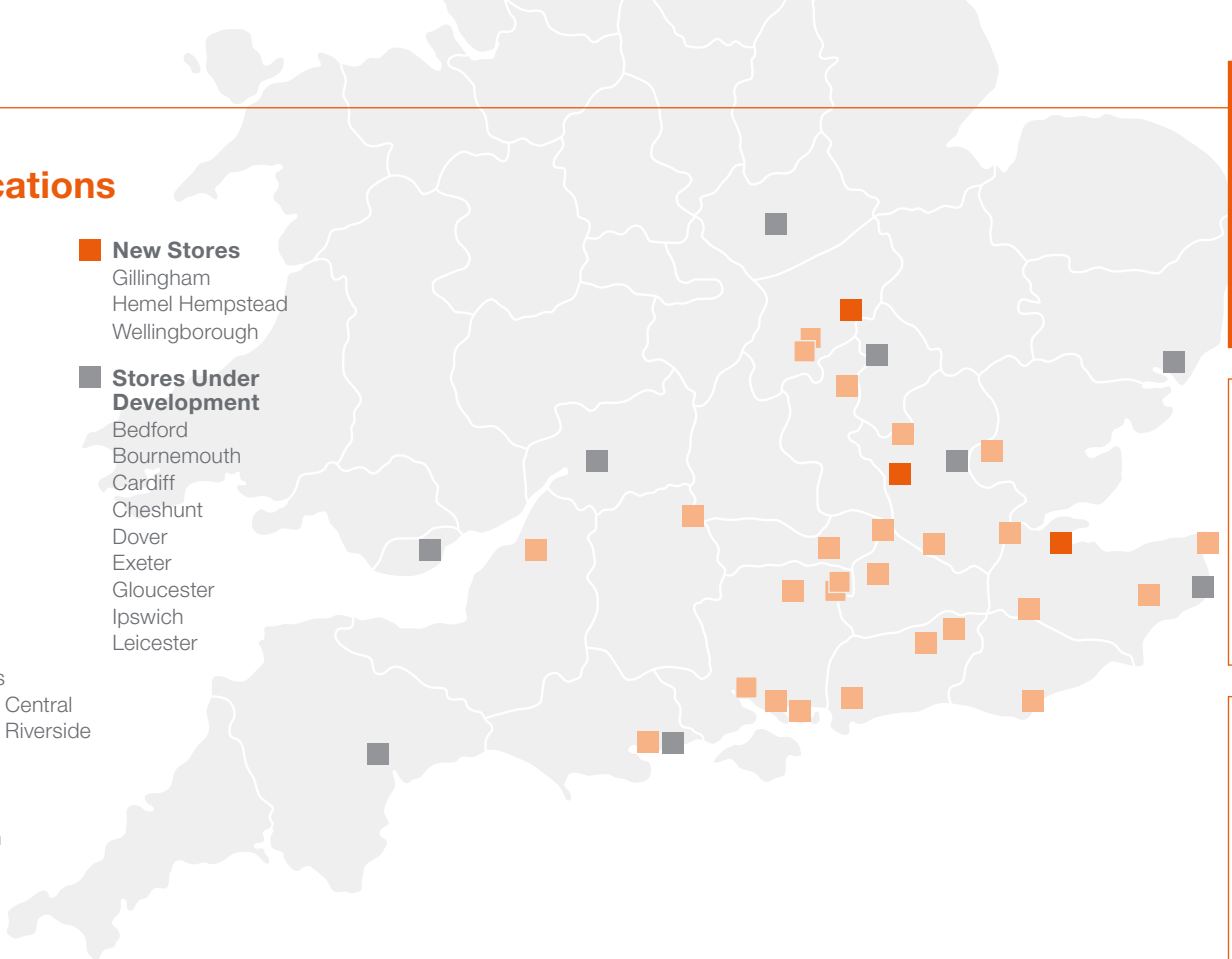 cations
New Stores
Gillingham
Hemel Hempstead
Wellingborough
Stores Under
Development
Bedford
Bournemouth
Cardiff
Cheshunt
Dover
Exeter
Gloucester
Ipswich
Leicester
s
Central
Riverside